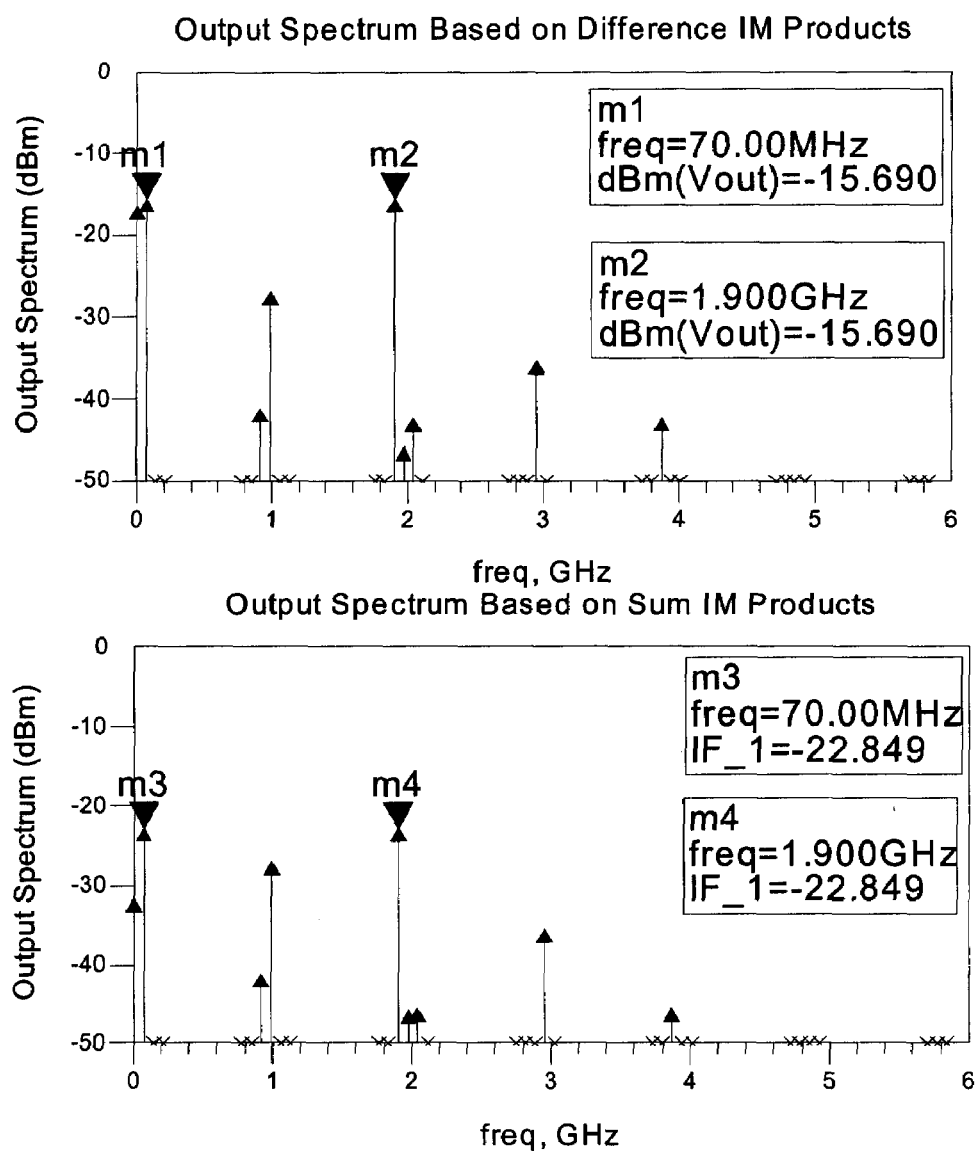 Output Spectrum Based on Difference IM Products
Output Spectrum (dBm)
0
-10
-20
-30
-40
-50
m1
m2
m1
freq=70.00MHz
dBm(Vout)=-15.690
m2
freq=1.900GHz
dBm(Vout)=-15.690
0 1 2 3 4 5 6
freq, GHz
Output Spectrum Based on Sum IM Products
Output Spectrum (dBm)
0
-10
-20
-30
-40
-50
m3
m4
m3
freq=70.00MHz
IF_1=-22.849
m4
freq=1.900GHz
IF_1=-22.849
0 1 2 3 4 5 6
freq, GHz